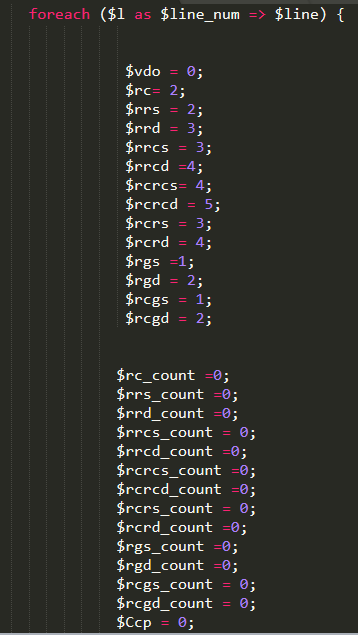 foreach ($l as $line_num => $line) {
$vdo = 0;
$rc= 2;
$rrs = 2;
$rrd = 3;
$rrcs = 3;
$rrcd =4;
$rcrcs= 4;
$rcrcd = 5;
$rcrs = 3;
$rcrd = 4;
$rgs =1;
$rgd = 2;
$rcgs = 1;
$rcgd = 2;
$rc_count =0;
$rrs_count =0;
$rrd_count =0;
$rrcs_count = 0;
$rrcd_count =0;
$rcrcs_count =0;
$rcrcd_count =0;
$rcrs_count = 0;
$rcrd_count =0;
$rgs_count =0;
$rgd_count =0;
$rcgs_count = 0;
$rcgd_count = 0;
$Ccp = 0;